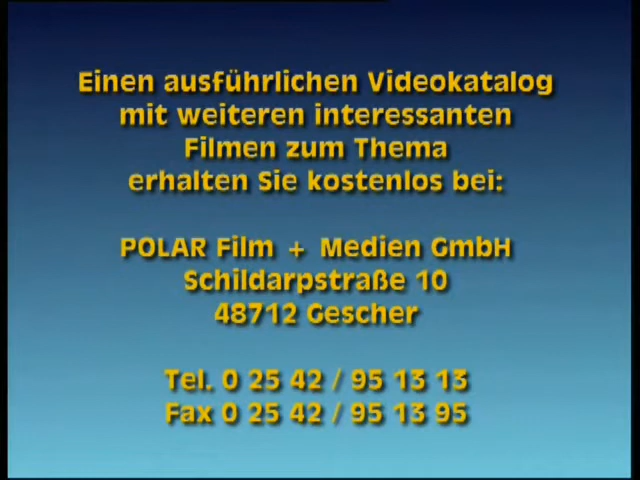 Einen ausführlichen Videokatalog
mit weiteren interessanten
Filmen zum Thema
erhalten Sie kostenlos bei:
POLAR Film + Medien GmbH
Schildarpstraße 10
48712 Gescher
Tel. 0 25 42 / 95 13 13
Fax 0 25 42 / 95 13 95